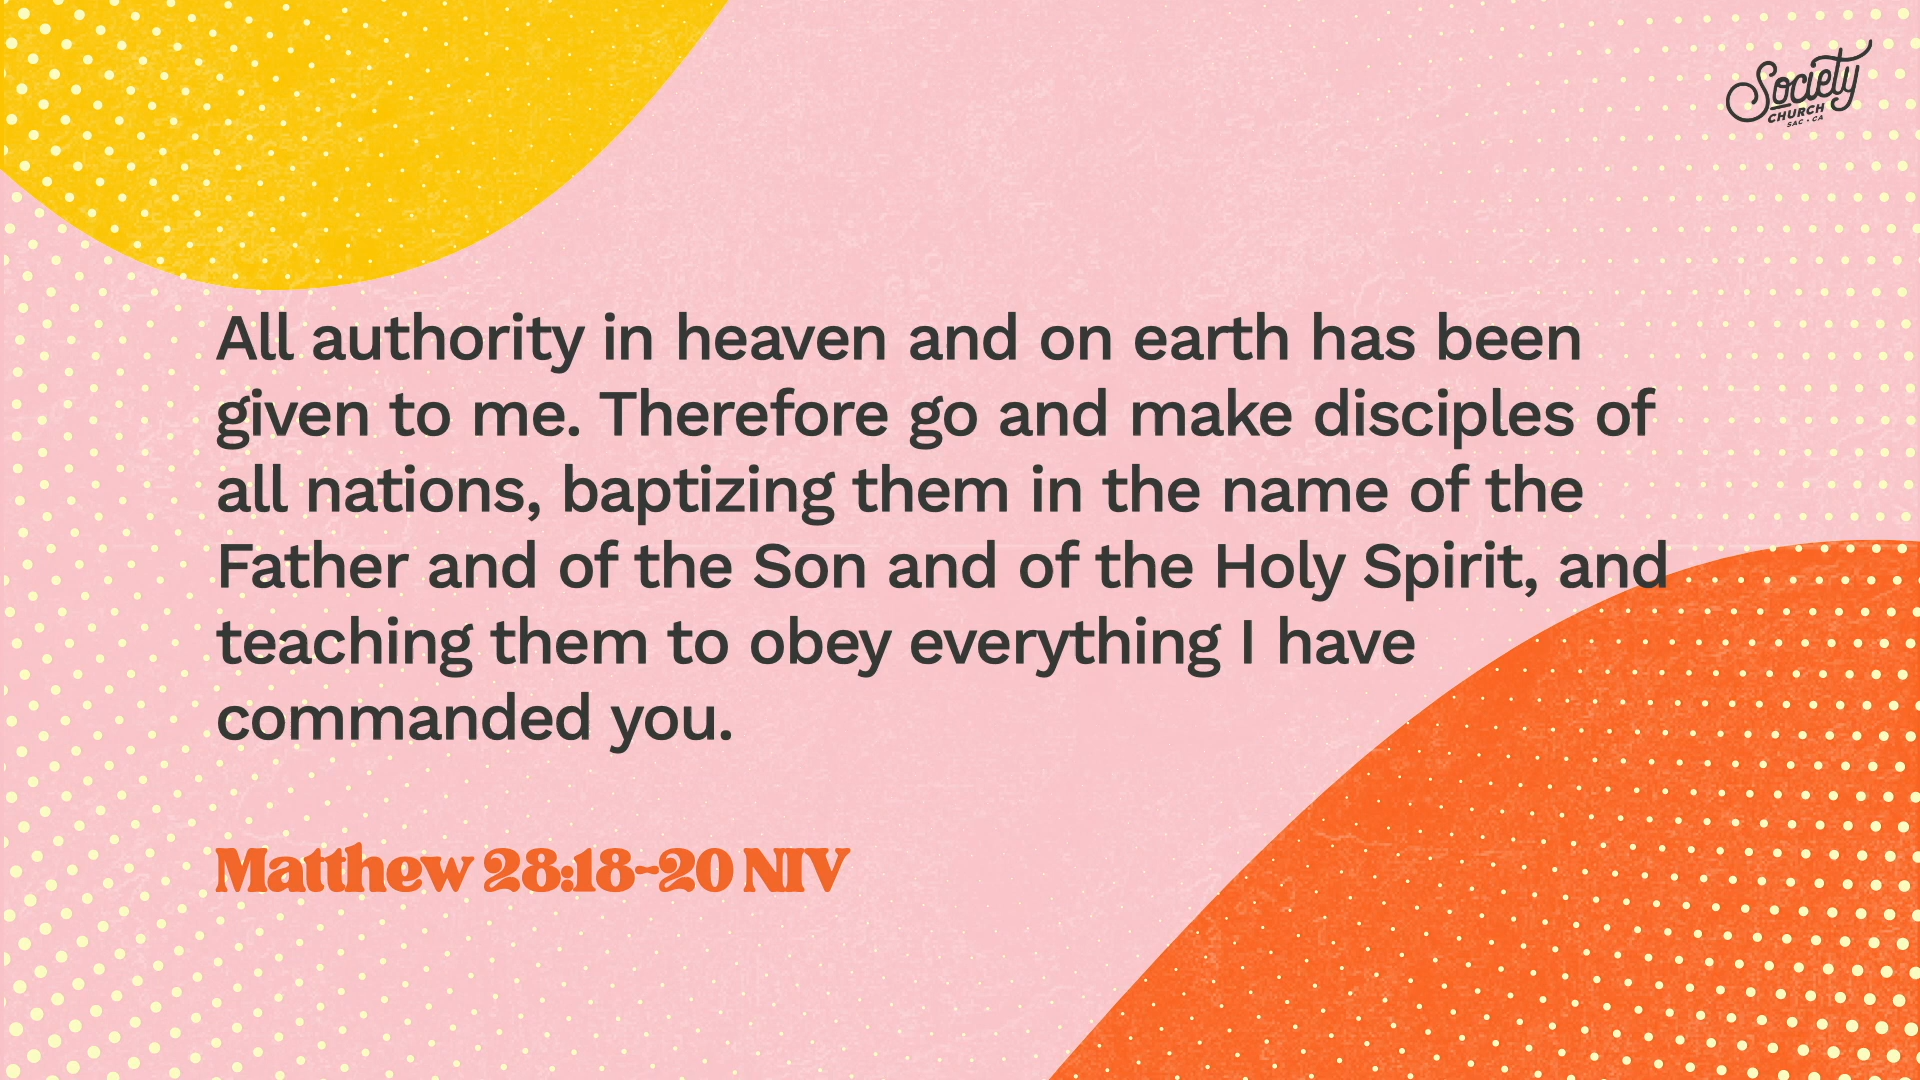 Society
CHURCH
SAC • CA
All authority in heaven and on earth has been
given to me. Therefore go and make disciples of
all nations, baptizing them in the name of the
Father and of the Son and of the Holy Spirit, and
teaching them to obey everything I have
commanded you.
Matthew 28:18-20 NIV